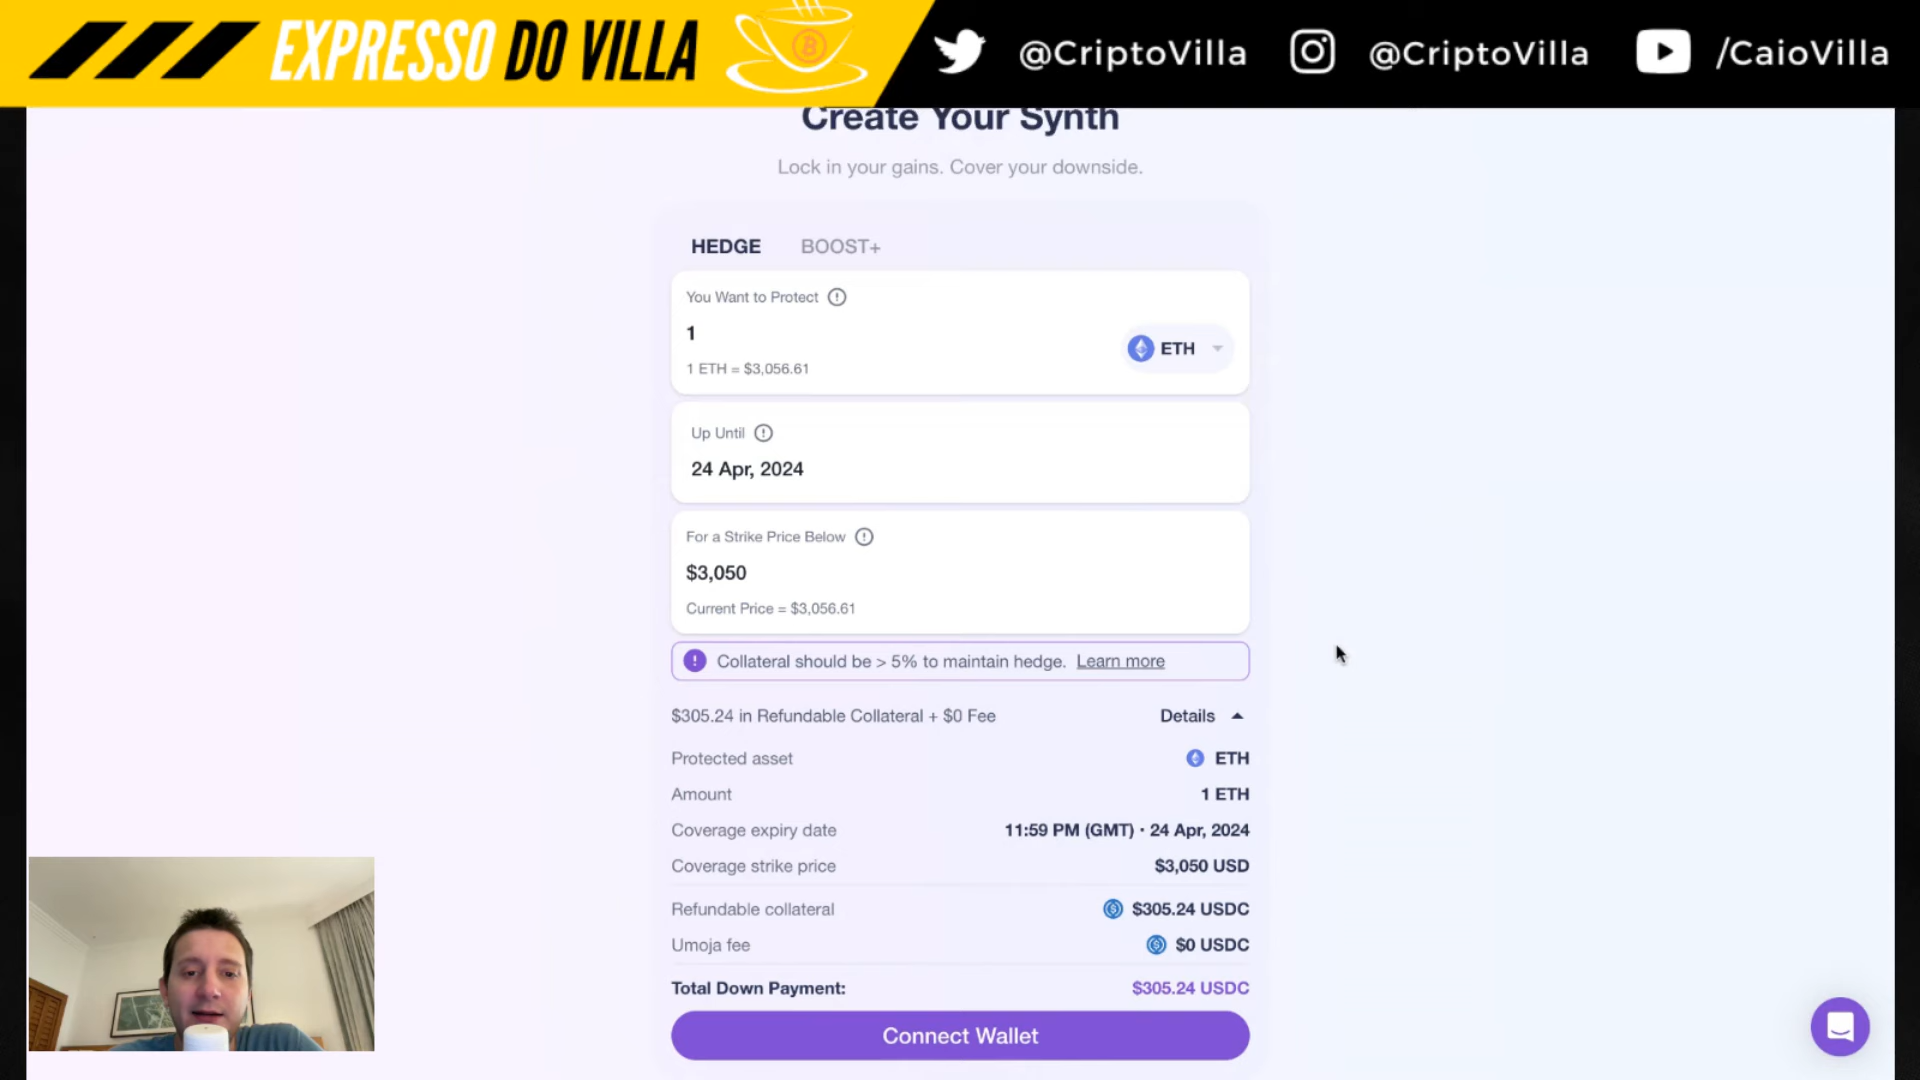 EXPRESSO DO VILLA
@CriptoVilla
@CriptoVilla
/CaioVilla
Create Your Synth
Lock in your gains. Cover your downside.
HEDGE BOOST+
You Want to Protect
1
ETH
1 ETH = $3,056.61
Up Until
24 Apr, 2024
For a Strike Price Below
$3,050
Current Price = $3,056.61
Collateral should be > 5% to maintain hedge. Learn more
$305.24 in Refundable Collateral + $0 Fee Details
Protected asset ETH
Amount 1 ETH
Coverage expiry date 11:59 PM (GMT) · 24 Apr, 2024
Coverage strike price $3,050 USD
Refundable collateral $305.24 USDC
Umoja fee $0 USDC
Total Down Payment: $305.24 USDC
Connect Wallet